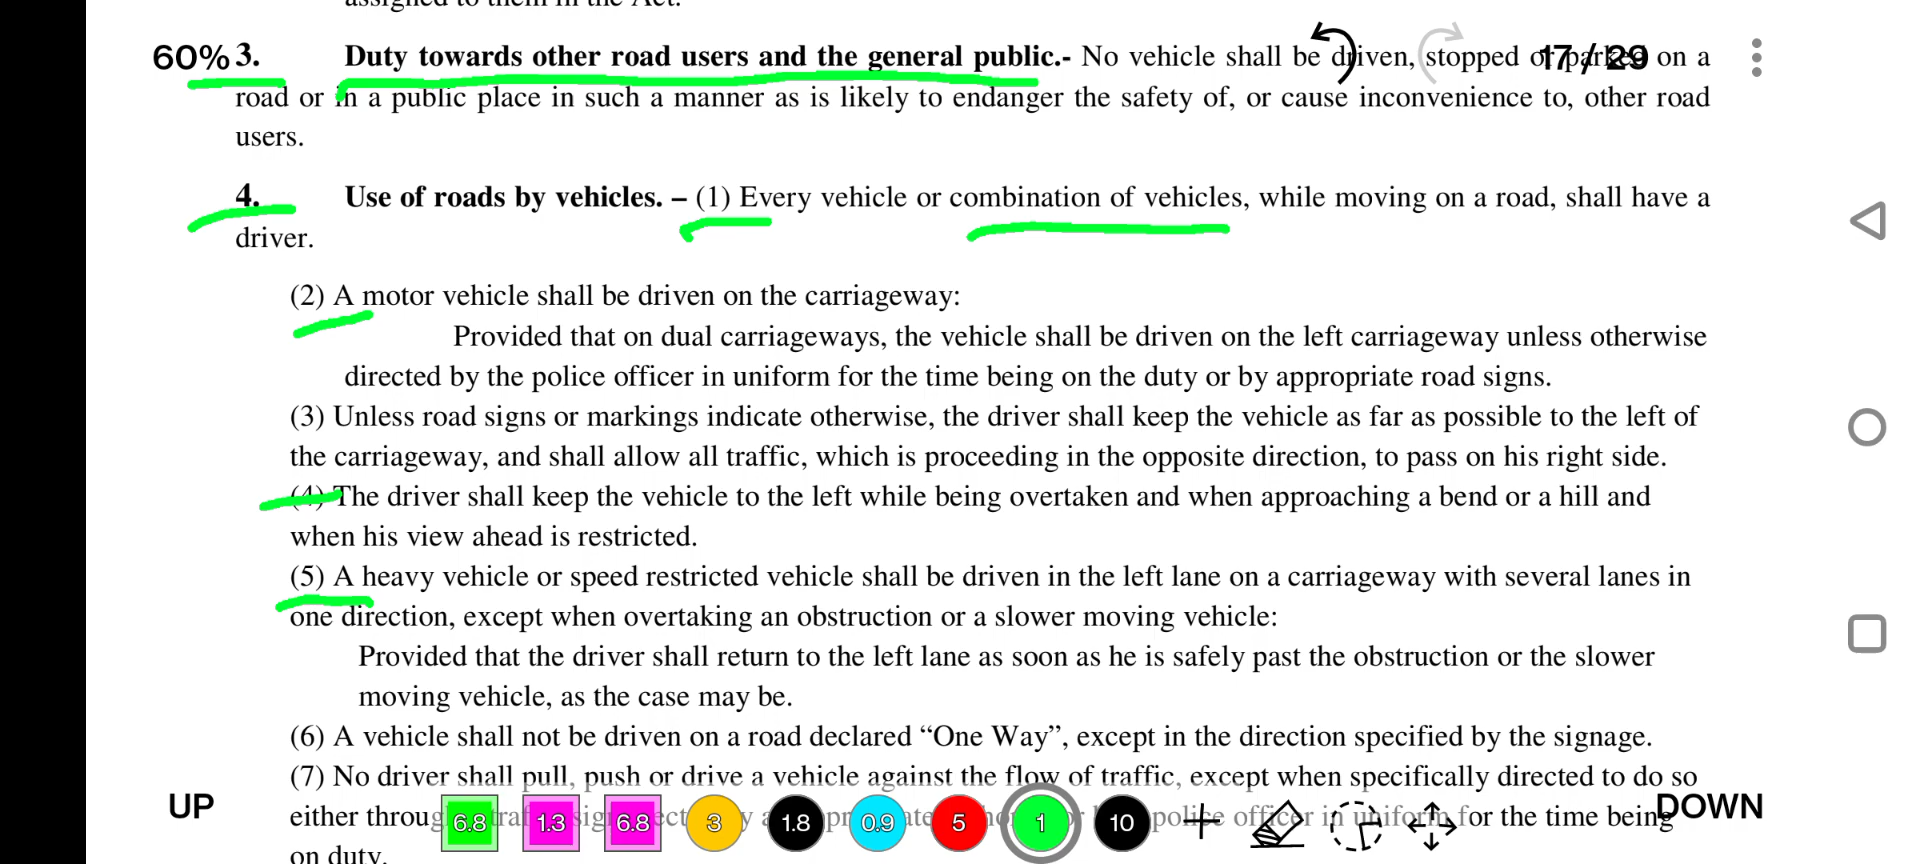 assigned to them in the Act.
60% 3. Duty towards other road users and the general public.- No vehicle shall be driven, stopped or parked on a
17 / 29
road or in a public place in such a manner as is likely to endanger the safety of, or cause inconvenience to, other road
users.
4. Use of roads by vehicles. – (1) Every vehicle or combination of vehicles, while moving on a road, shall have a
driver.
(2) A motor vehicle shall be driven on the carriageway:
Provided that on dual carriageways, the vehicle shall be driven on the left carriageway unless otherwise
directed by the police officer in uniform for the time being on the duty or by appropriate road signs.
(3) Unless road signs or markings indicate otherwise, the driver shall keep the vehicle as far as possible to the left of
the carriageway, and shall allow all traffic, which is proceeding in the opposite direction, to pass on his right side.
(4) The driver shall keep the vehicle to the left while being overtaken and when approaching a bend or a hill and
when his view ahead is restricted.
(5) A heavy vehicle or speed restricted vehicle shall be driven in the left lane on a carriageway with several lanes in
one direction, except when overtaking an obstruction or a slower moving vehicle:
Provided that the driver shall return to the left lane as soon as he is safely past the obstruction or the slower
moving vehicle, as the case may be.
(6) A vehicle shall not be driven on a road declared “One Way”, except in the direction specified by the signage.
(7) No driver shall pull, push or drive a vehicle against the flow of traffic, except when specifically directed to do so
either police officer in uniform for the time being
on duty.
UP 6.8 1.3 6.8 3 1.8 0.9 5 1 10 DOWN